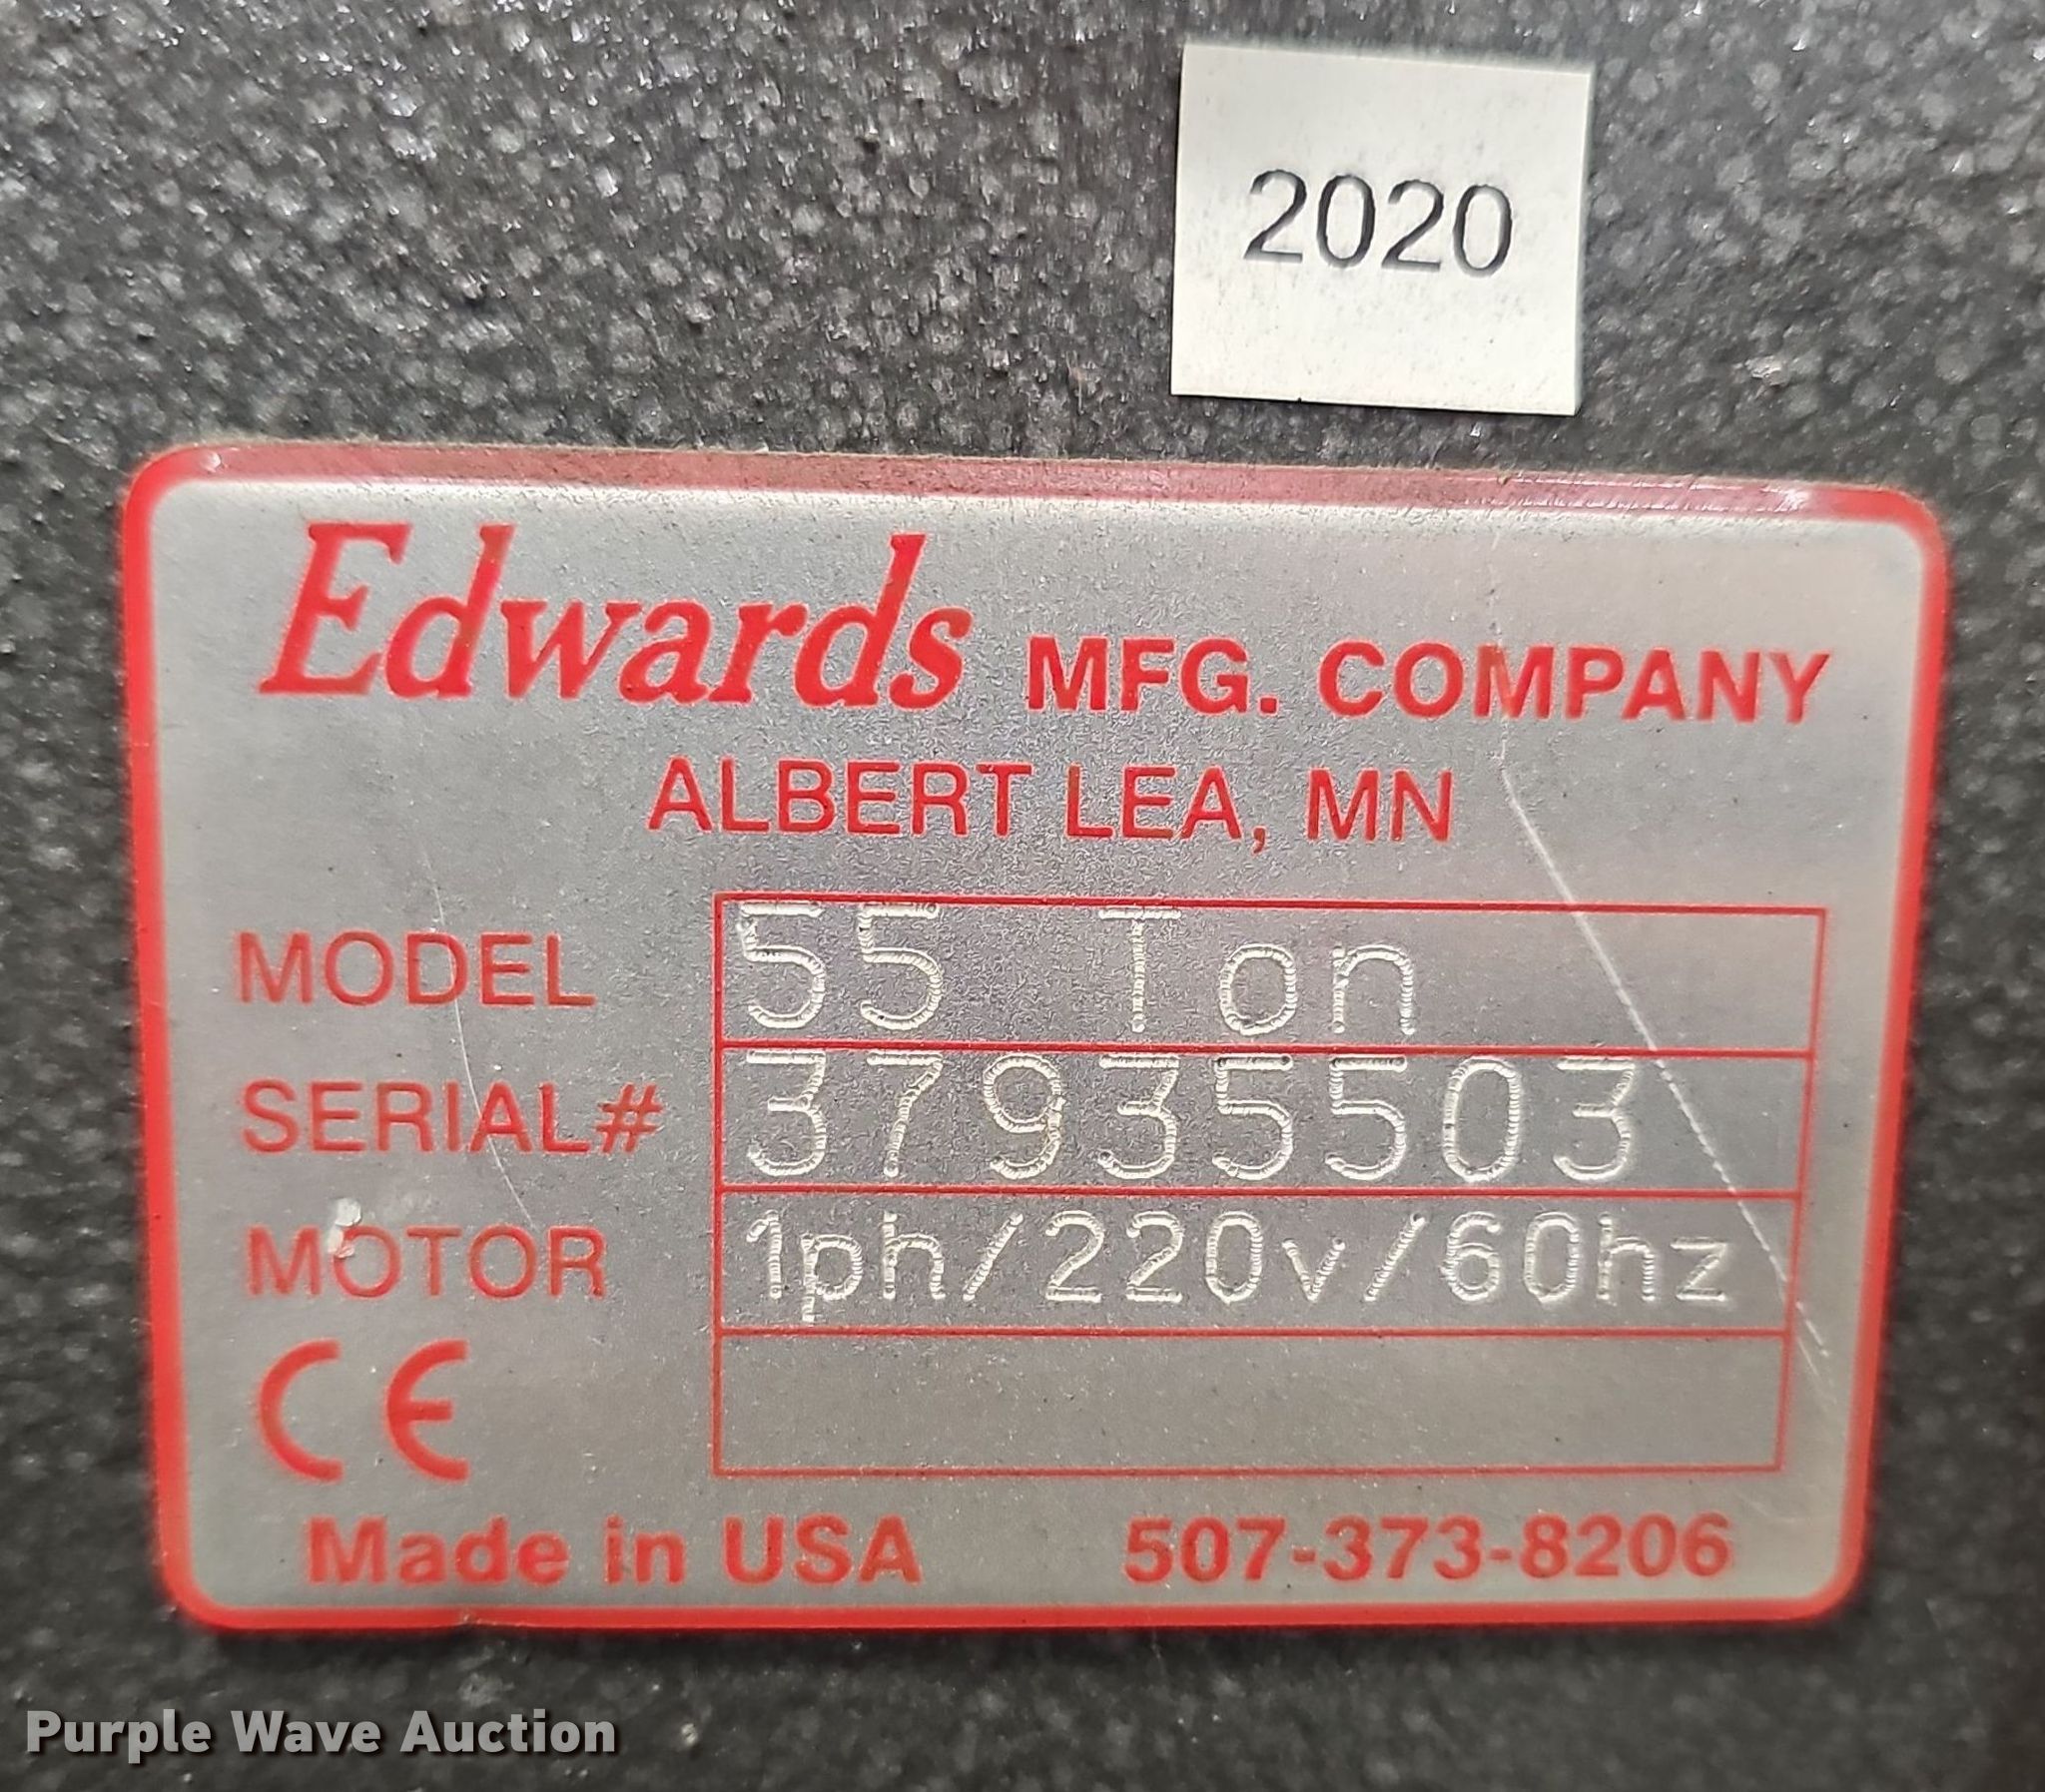 2020
Edwards MFG. COMPANY
ALBERT LEA, MN
MODEL 55 Ton
SERIAL# 37935503
MOTOR 1ph/220v/60hz
CE
Made in USA 507-373-8206
Purple Wave Auction